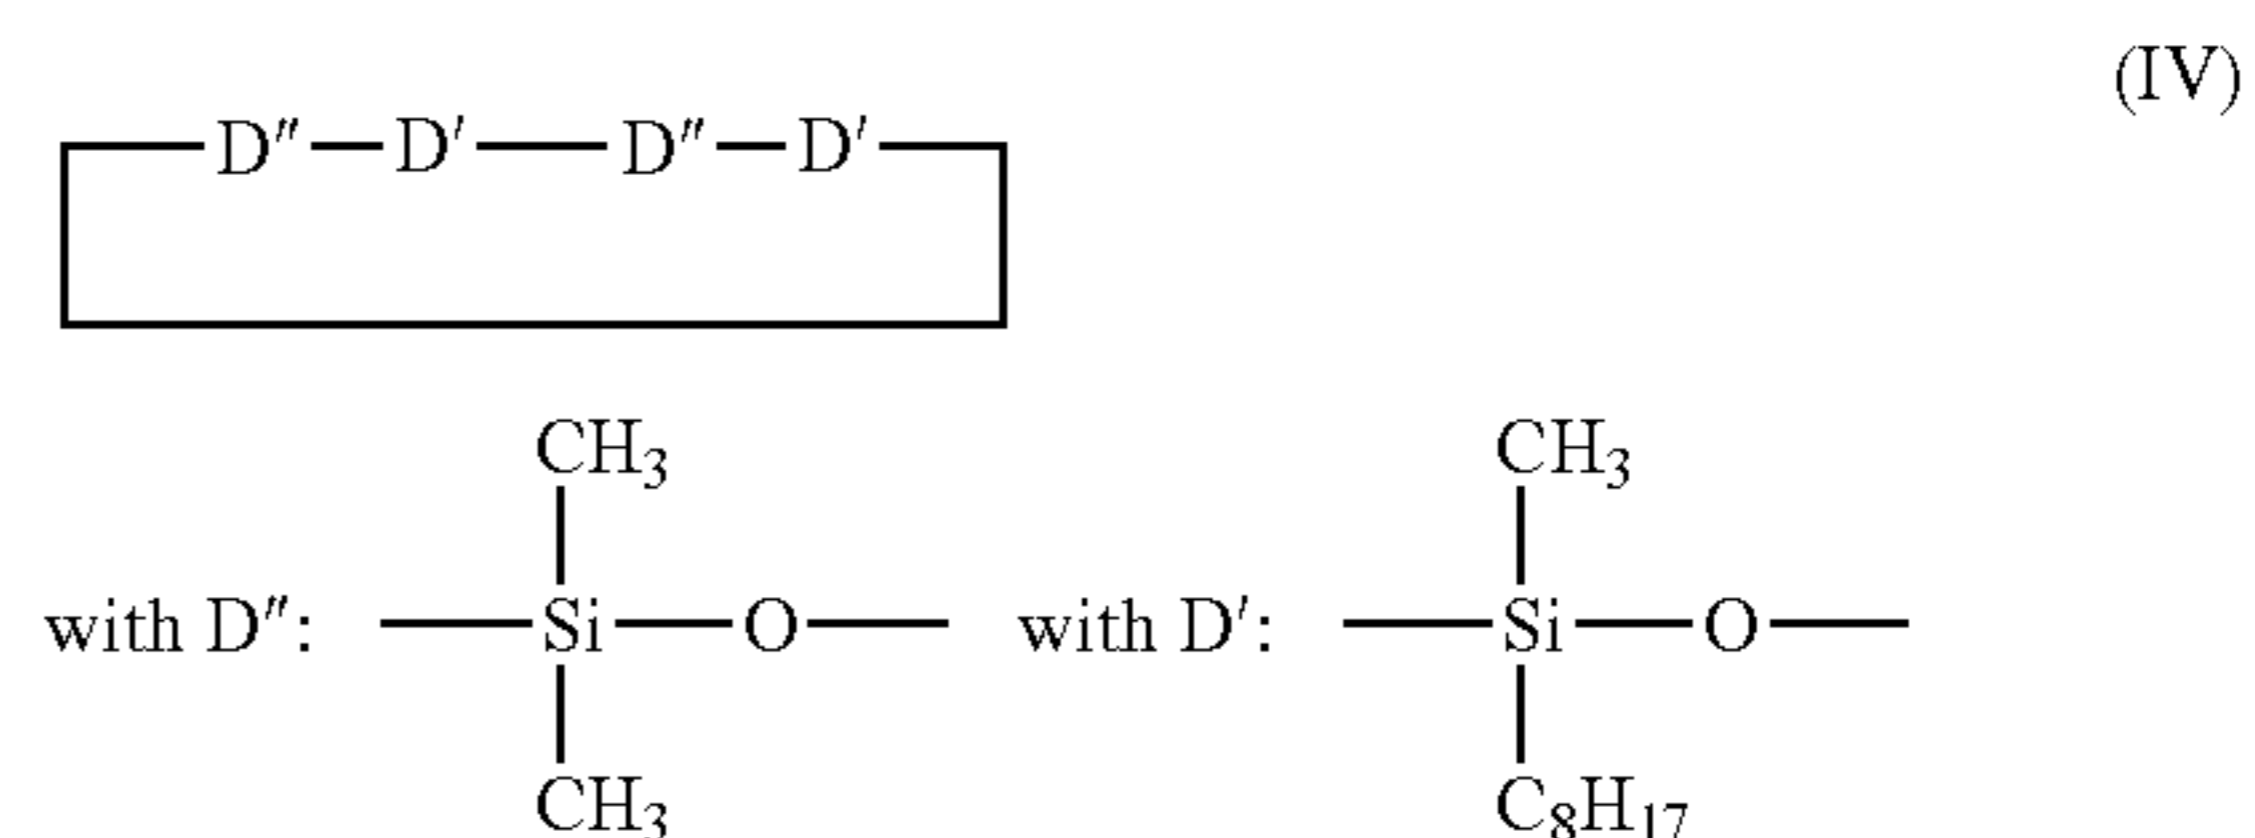 (IV)
D″—D′—D″—D′
CH₃ CH₃
with D″: —Si—O— with D′: —Si—O—
CH₃ C₈H₁₇